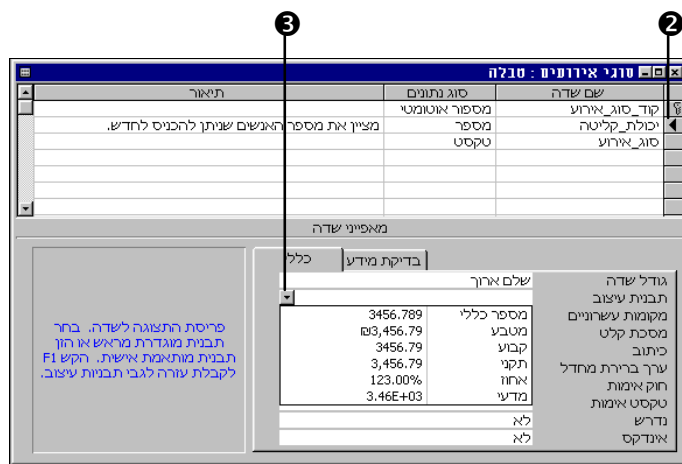 ❸ ❷
סוגי אירועים : טבלה
שם שדה סוג נתונים תיאור
קוד_סוג_אירוע מספור אוטומטי
יכולת_קליטה מספר מציין את מספר האנשים שניתן להכניס לחדש.
סוג_אירוע טקסט
מאפייני שדה
כללי בדיקת מידע
גודל שדה שלם ארוך
תבנית עיצוב
מקומות עשרוניים
מסכת קלט
כיתוב
ערך ברירת מחדל
חוק אימות
טקסט אימות
נדרש לא
אינדקס לא
מספר כללי 3456.789
מטבע ₪3,456.79
קבוע 3456.79
תקני 3,456.79
אחוז 123.00%
מדעי 3.46E+03
פריסת התצוגה לשדה. בחר
תבנית מוגדרת מראש או הזן
תבנית מותאמת אישית. הקש F1
לקבלת עזרה לגבי תבניות עיצוב.